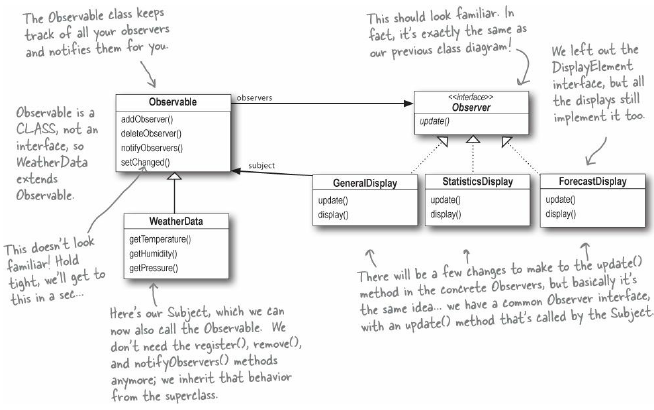 The Observable class keeps
track of all your observers
and notifies them for you.
This should look familiar. In
fact, it's exactly the same as
our previous class diagram!
We left out the
DisplayElement
interface, but all
the displays still
implement it too.
Observable is a
CLASS, not an
interface, so
WeatherData
extends
Observable.
Observable
addObserver()
deleteObserver()
notifyObservers()
setChanged()
observers
<<interface>>
Observer
update()
subject
GeneralDisplay
update()
display()
StatisticsDisplay
update()
display()
ForecastDisplay
update()
display()
This doesn't look
familiar! Hold
tight, we'll get to
this in a sec...
WeatherData
getTemperature()
getHumidity()
getPressure()
Here's our Subject, which we can
now also call the Observable. We
don't need the register(), remove(),
and notifyObservers() methods
anymore; we inherit that behavior
from the superclass.
There will be a few changes to make to the update()
method in the concrete Observers, but basically it's
the same idea... we have a common Observer interface,
with an update() method that's called by the Subject.